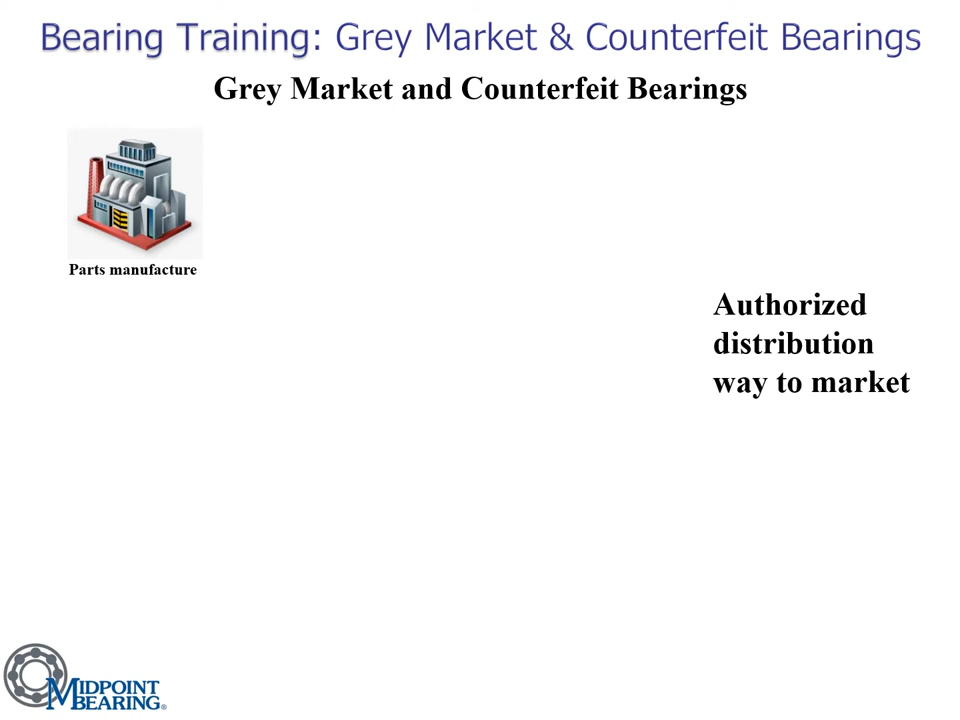 Bearing Training: Grey Market & Counterfeit Bearings
Grey Market and Counterfeit Bearings
Parts manufacture
Authorized
distribution
way to market
MIDPOINT
BEARING®